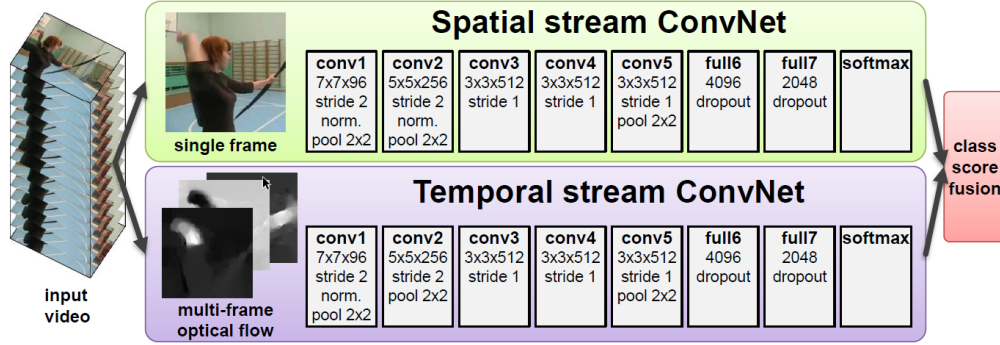 Spatial stream ConvNet
single frame
conv1
7x7x96
stride 2
norm.
pool 2x2
conv2
5x5x256
stride 2
norm.
pool 2x2
conv3
3x3x512
stride 1
conv4
3x3x512
stride 1
conv5
3x3x512
stride 1
pool 2x2
full6
4096
dropout
full7
2048
dropout
softmax
Temporal stream ConvNet
multi-frame
optical flow
conv1
7x7x96
stride 2
norm.
pool 2x2
conv2
5x5x256
stride 2
pool 2x2
conv3
3x3x512
stride 1
conv4
3x3x512
stride 1
conv5
3x3x512
stride 1
pool 2x2
full6
4096
dropout
full7
2048
dropout
softmax
input
video
class
score
fusion